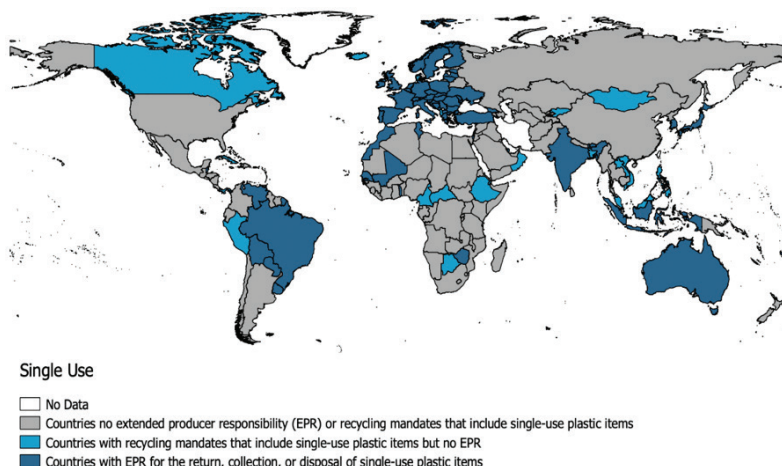 Single Use
No Data
Countries no extended producer responsibility (EPR) or recycling mandates that include single-use plastic items
Countries with recycling mandates that include single-use plastic items but no EPR
Countries with EPR for the return, collection, or disposal of single-use plastic items